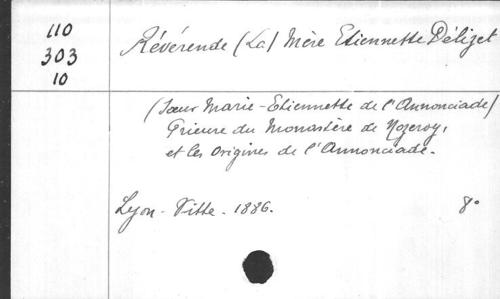 110
303
10
Révérende (La) Mère Etiennette Délizet
(Sœur Marie-Etiennette de l'Annonciade)
Prieure du Monastère de Nozeroy,
et les origines de l'Annonciade.
Lyon - Vitte - 1886. 8°